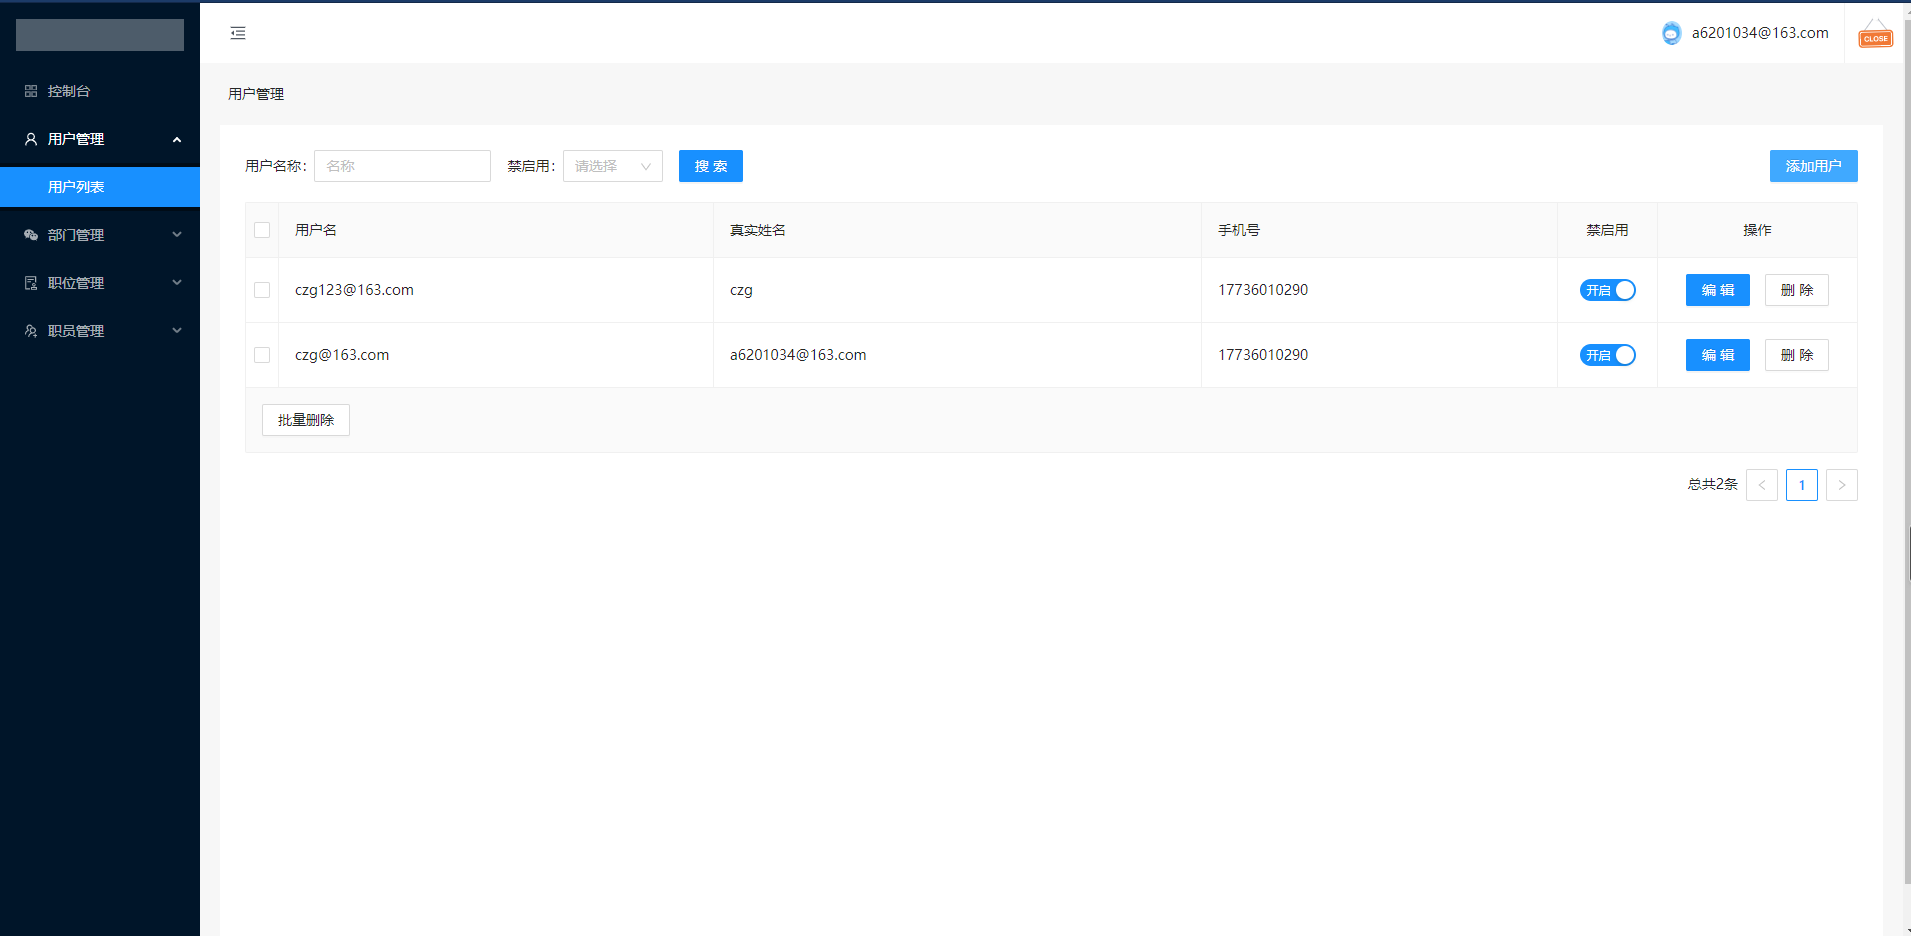 a6201034@163.com
CLOSE
控制台
用户管理
用户列表
部门管理
职位管理
职员管理
用户管理
用户名称： 名称 禁启用： 请选择 搜 索 添加用户
用户名 真实姓名 手机号 禁启用 操作
czg123@163.com czg 17736010290 开启 编 辑 删 除
czg@163.com a6201034@163.com 17736010290 开启 编 辑 删 除
批量删除
总共2条 < 1 >